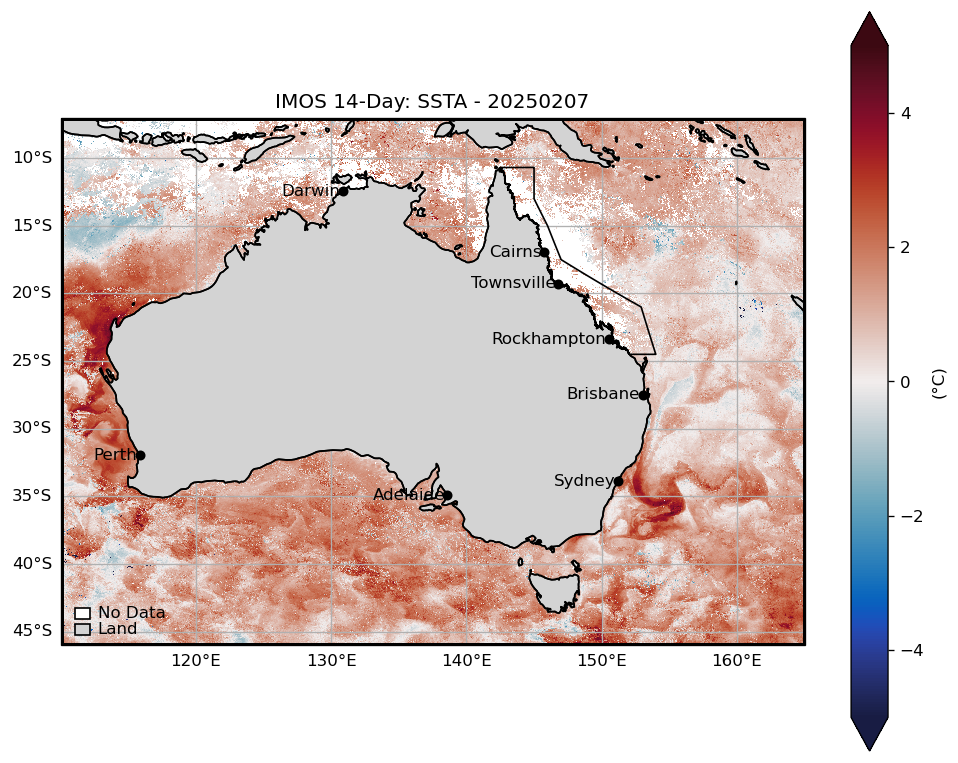 IMOS 14-Day: SSTA - 20250207
4
10°S
Darwin
15°S
2
Cairns
20°S
Townsville
Rockhampton
25°S
0
(°C)
Brisbane
30°S
Perth
Sydney
35°S
Adelaide
−2
40°S
No Data
Land
45°S
−4
120°E 130°E 140°E 150°E 160°E